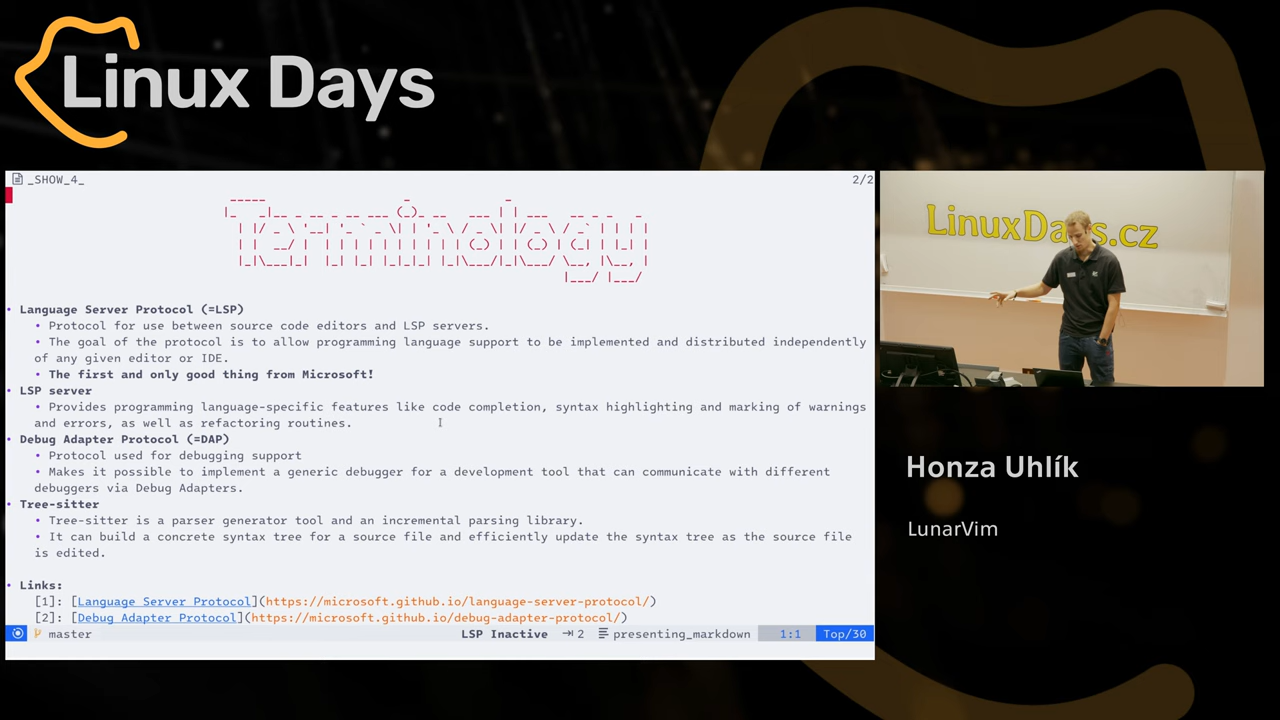 Linux Days
_SHOW_4_ 2/2
Terminology
• Language Server Protocol (=LSP)
• Protocol for use between source code editors and LSP servers.
• The goal of the protocol is to allow programming language support to be implemented and distributed independently
of any given editor or IDE.
• The first and only good thing from Microsoft!
• LSP server
• Provides programming language-specific features like code completion, syntax highlighting and marking of warnings
and errors, as well as refactoring routines.
• Debug Adapter Protocol (=DAP)
• Protocol used for debugging support
• Makes it possible to implement a generic debugger for a development tool that can communicate with different
debuggers via Debug Adapters.
• Tree-sitter
• Tree-sitter is a parser generator tool and an incremental parsing library.
• It can build a concrete syntax tree for a source file and efficiently update the syntax tree as the source file
is edited.
• Links:
[1]: [Language Server Protocol](https://microsoft.github.io/language-server-protocol/)
[2]: [Debug Adapter Protocol](https://microsoft.github.io/debug-adapter-protocol/)
master LSP Inactive 2 presenting_markdown 1:1 Top/30
LinuxDays.cz
Honza Uhlík
LunarVim